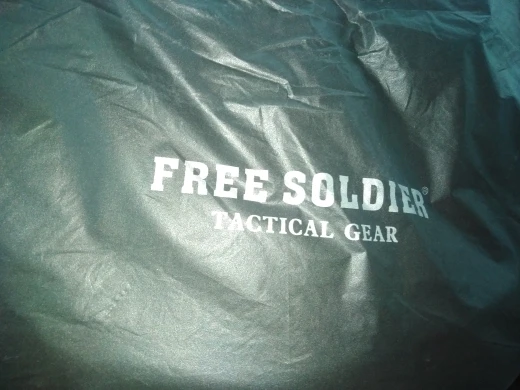 FREE SOLDIER®
TACTICAL GEAR